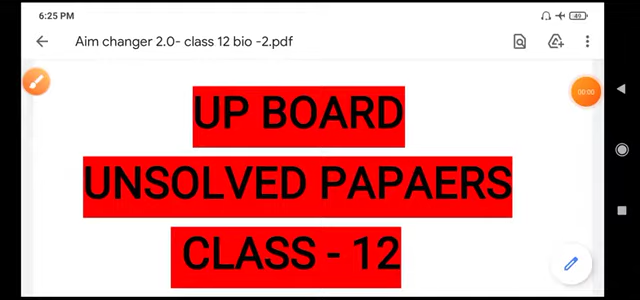 6:25 PM
49
Aim changer 2.0- class 12 bio -2.pdf
00:00
UP BOARD
UNSOLVED PAPAERS
CLASS - 12